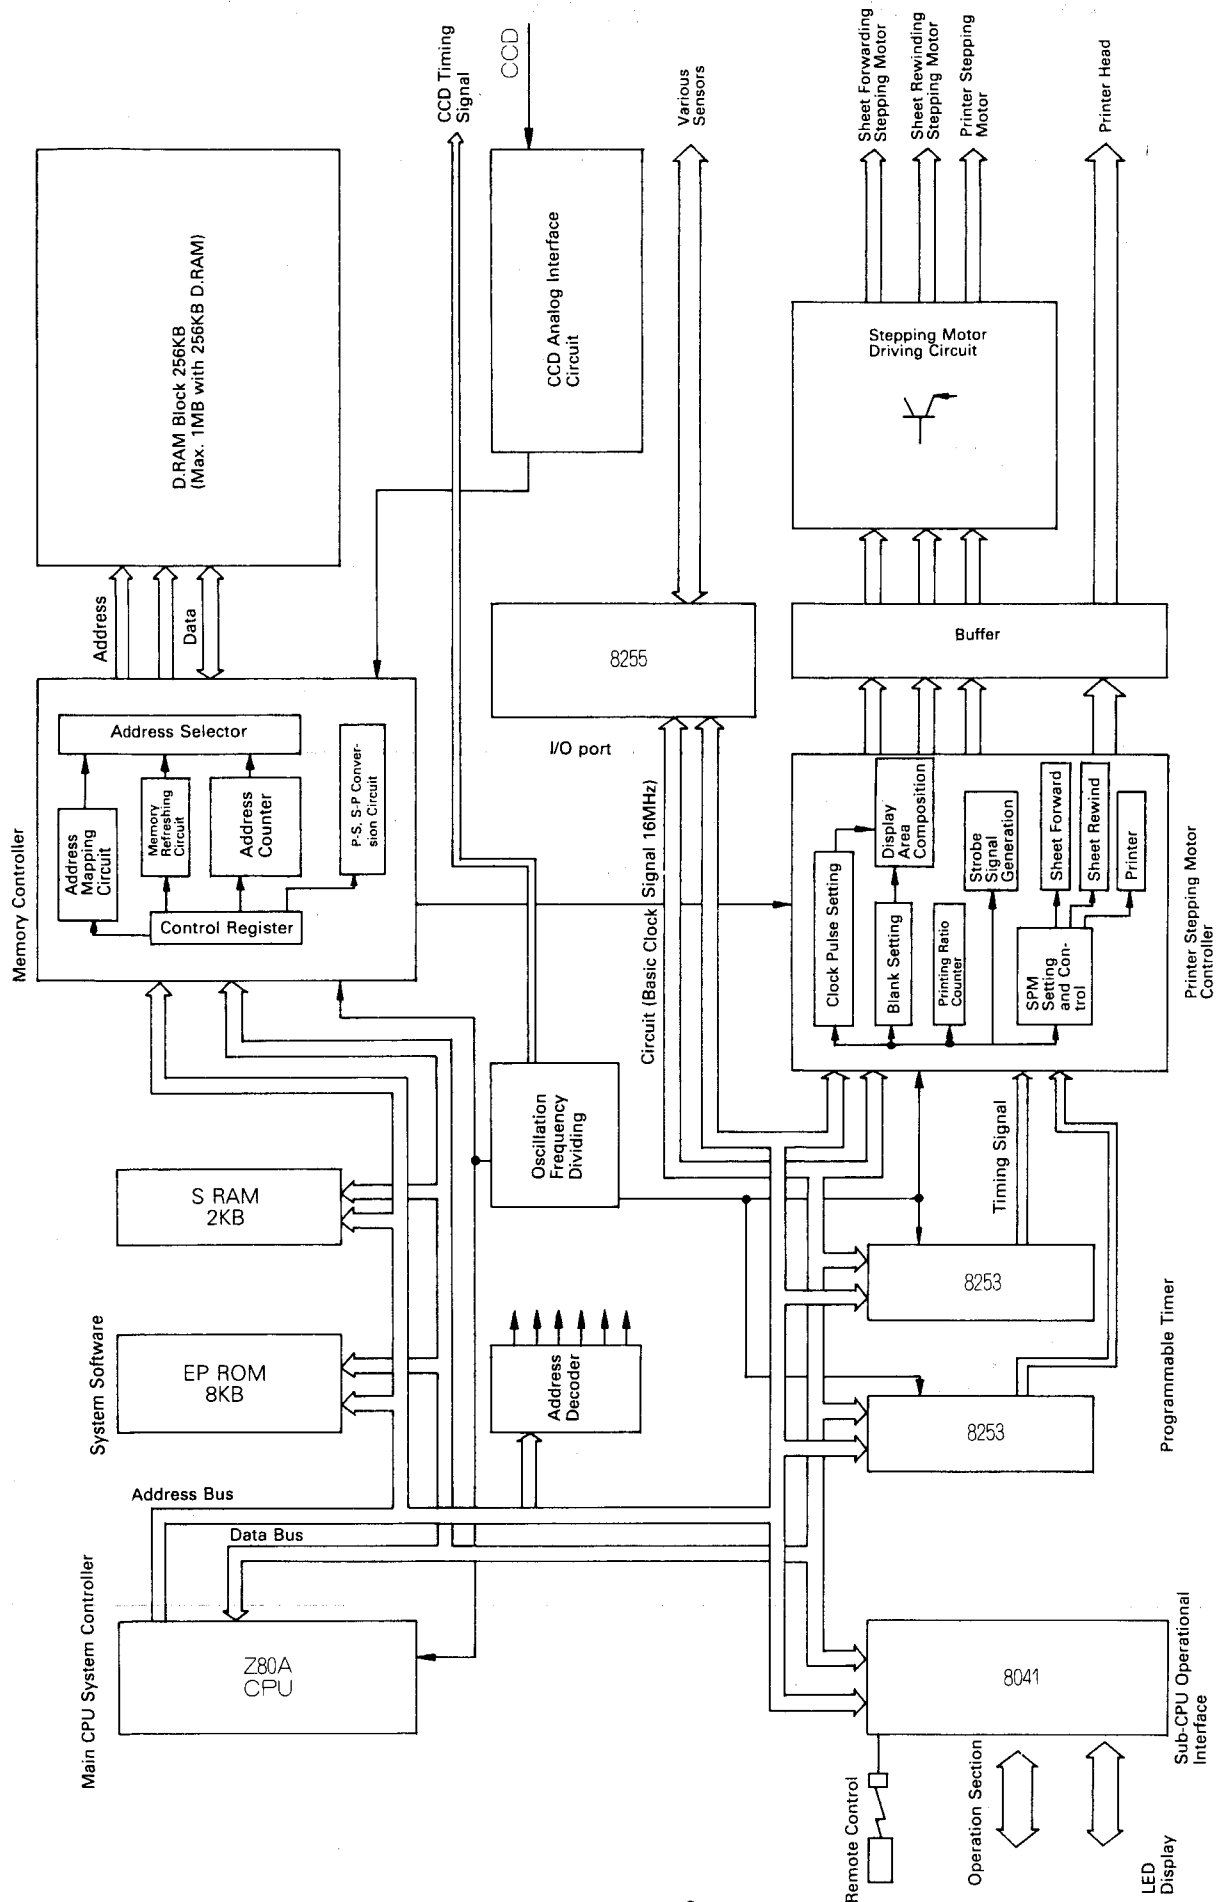 Main CPU System Controller
Z80A
CPU
Address Bus
Data Bus
System Software
EP ROM
8KB
S RAM
2KB
Memory Controller
Control Register
Address
Mapping
Circuit
Memory
Refreshing
Circuit
Address
Counter
P-S, S-P Conver-
sion Circuit
Address Selector
Address
Data
D.RAM Block 256KB
(Max. 1MB with 256KB D.RAM)
Address
Decoder
Oscillation
Frequency
Dividing
Circuit (Basic Clock Signal 16MHz)
CCD Timing
Signal
CCD
CCD Analog Interface
Circuit
I/O port
8255
Various
Sensors
Remote Control
Operation Section
LED
Display
8041
Sub-CPU Operational
Interface
8253
8253
Programmable Timer
Timing Signal
Clock Pulse Setting
Blank Setting
Display
Area
Composition
Printing Ratio
Counter
Strobe
Signal
Generation
SPM
Setting
and Con-
trol
Sheet Forward
Sheet Rewind
Printer
Printer Stepping Motor
Controller
Buffer
Stepping Motor
Driving Circuit
Sheet Forwarding
Stepping Motor
Sheet Rewinding
Stepping Motor
Printer Stepping
Motor
Printer Head